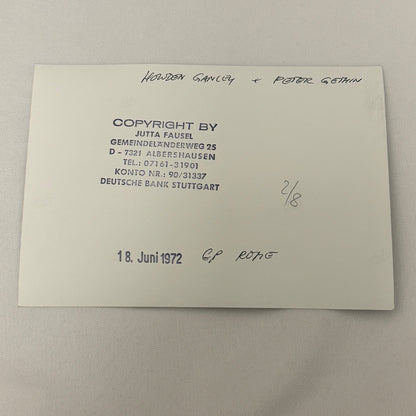 HOWDEN GANLEY + PETER GETHIN
COPYRIGHT BY
JUTTA FAUSEL
GEMEINDELÄNDERWEG 25
D - 7321 ALBERSHAUSEN
TEL.: 07161-31901
KONTO NR.: 90/31337
DEUTSCHE BANK STUTTGART
2/8
18. Juni 1972 GP ROME